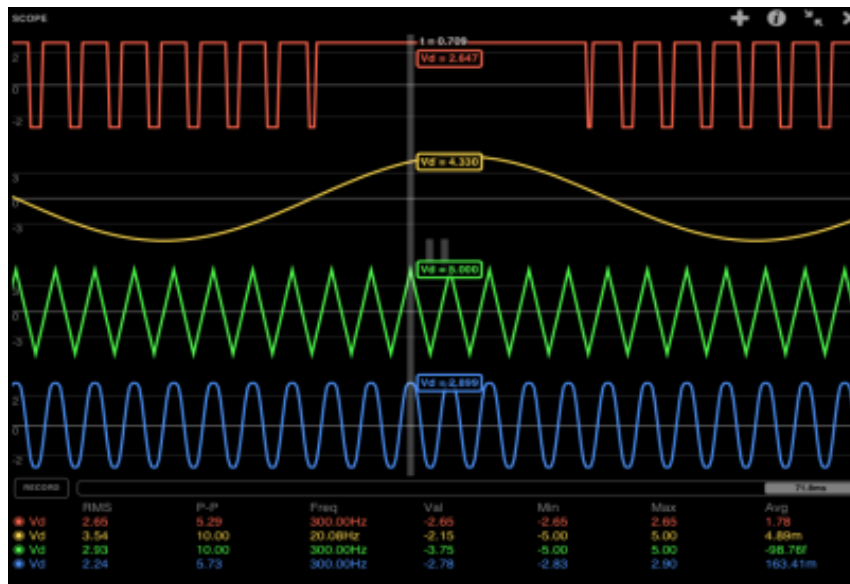 SCOPE
t = 0.709
Vd = 2.647
2
0
-2
Vd = 4.330
3
0
-3
Vd = 5.000
0
-3
Vd = 2.899
2
0
-2
RECORD 71.6ms
RMS P-P Freq Val Min Max Avg
Vd 2.65 5.29 300.00Hz -2.65 -2.65 2.65 1.78
Vd 3.54 10.00 20.08Hz -2.15 -5.00 5.00 4.89m
Vd 2.93 10.00 300.00Hz -3.75 -5.00 5.00 -98.76f
Vd 2.24 5.73 300.00Hz -2.78 -2.83 2.90 163.41m